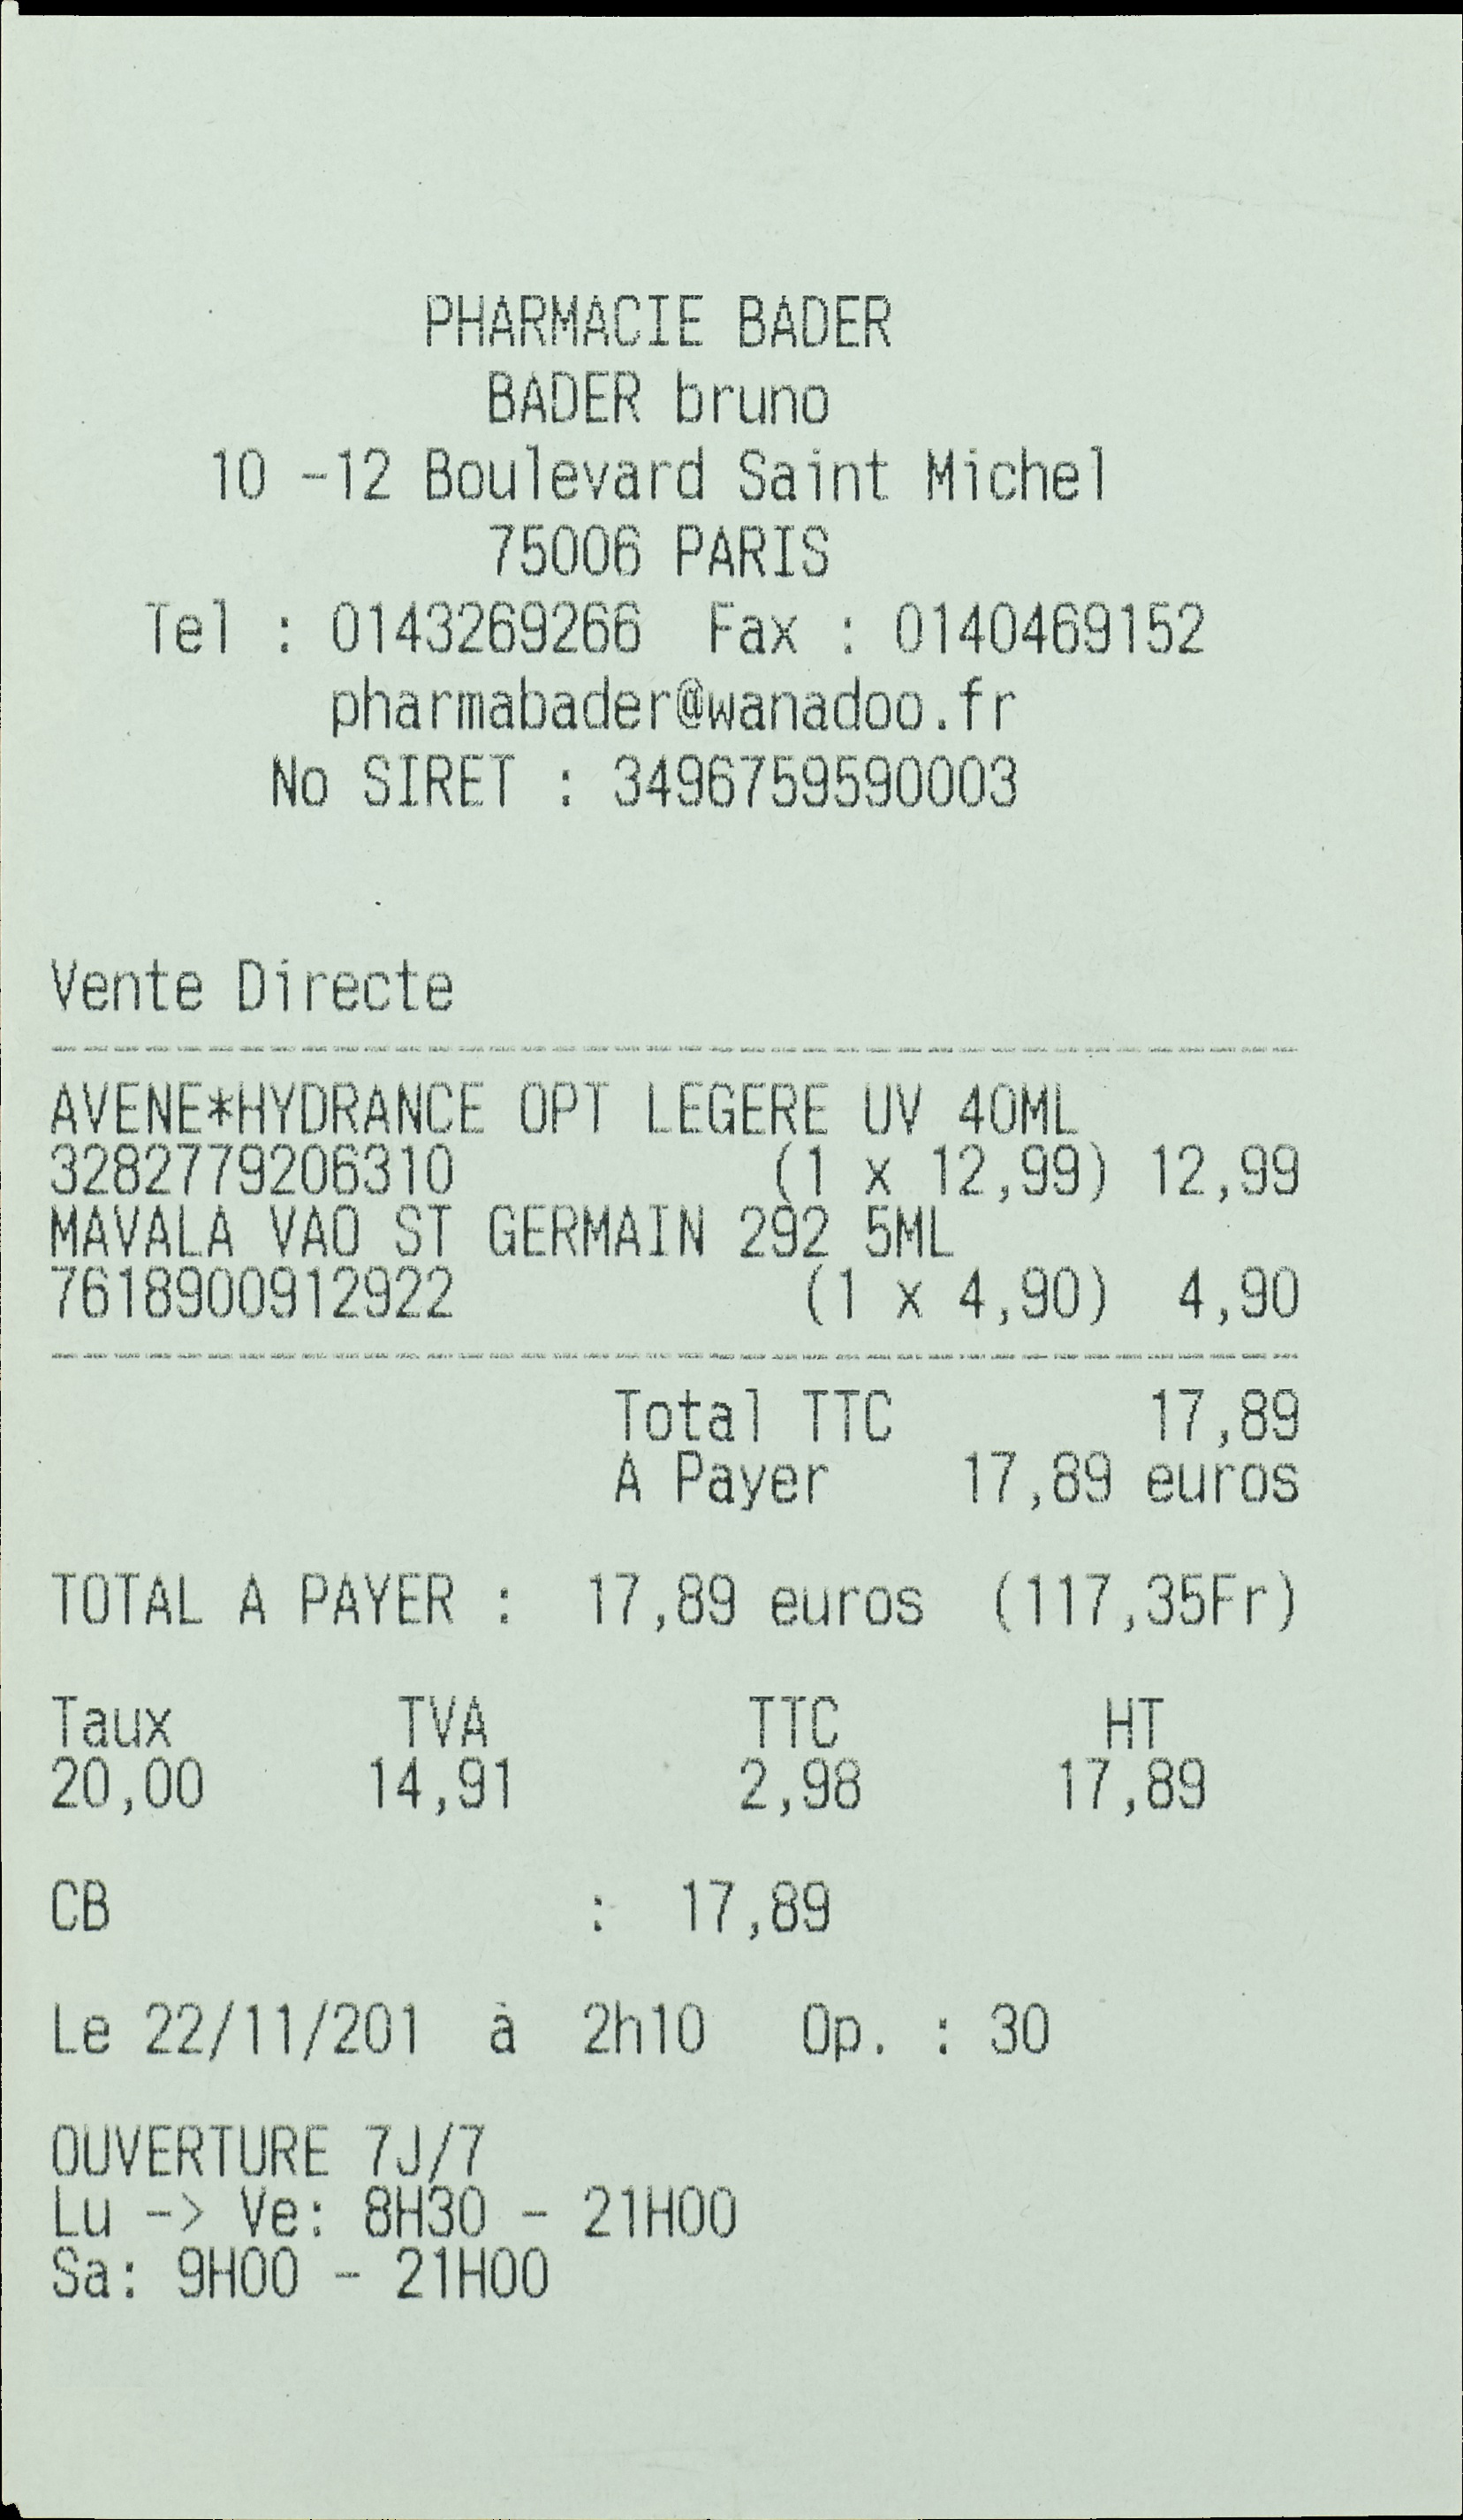 PHARMACIE BADER
BADER bruno
10 -12 Boulevard Saint Michel
75006 PARIS
Tel : 0143269266 Fax : 0140469152
pharmabader@wanadoo.fr
No SIRET : 3496759590003
Vente Directe
AVENE*HYDRANCE OPT LEGERE UV 40ML
3282779206310 (1 x 12,99) 12,99
MAVALA VAO ST GERMAIN 292 5ML
7618900912922 (1 x 4,90) 4,90
Total TTC 17,89
A Payer 17,89 euros
TOTAL A PAYER : 17,89 euros (117,35Fr)
Taux TVA TTC HT
20,00 14,91 2,98 17,89
CB : 17,89
Le 22/11/201 à 2h10 Op. : 30
OUVERTURE 7J/7
Lu -> Ve: 8H30 - 21H00
Sa: 9H00 - 21H00